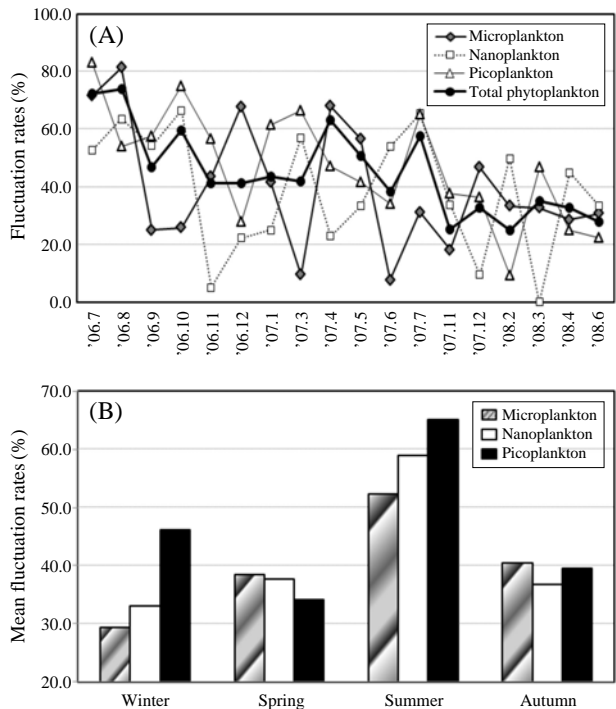 (A)
Microplankton
Nanoplankton
Picoplankton
Total phytoplankton
Fluctuation rates (%)
100.0
80.0
60.0
40.0
20.0
0.0
’06.7
’06.8
’06.9
’06.10
’06.11
’06.12
’07.1
’07.3
’07.4
’07.5
’07.6
’07.7
’07.11
’07.12
’08.2
’08.3
’08.4
’08.6
(B)
Microplankton
Nanoplankton
Picoplankton
Mean fluctuation rates (%)
70.0
60.0
50.0
40.0
30.0
20.0
Winter Spring Summer Autumn